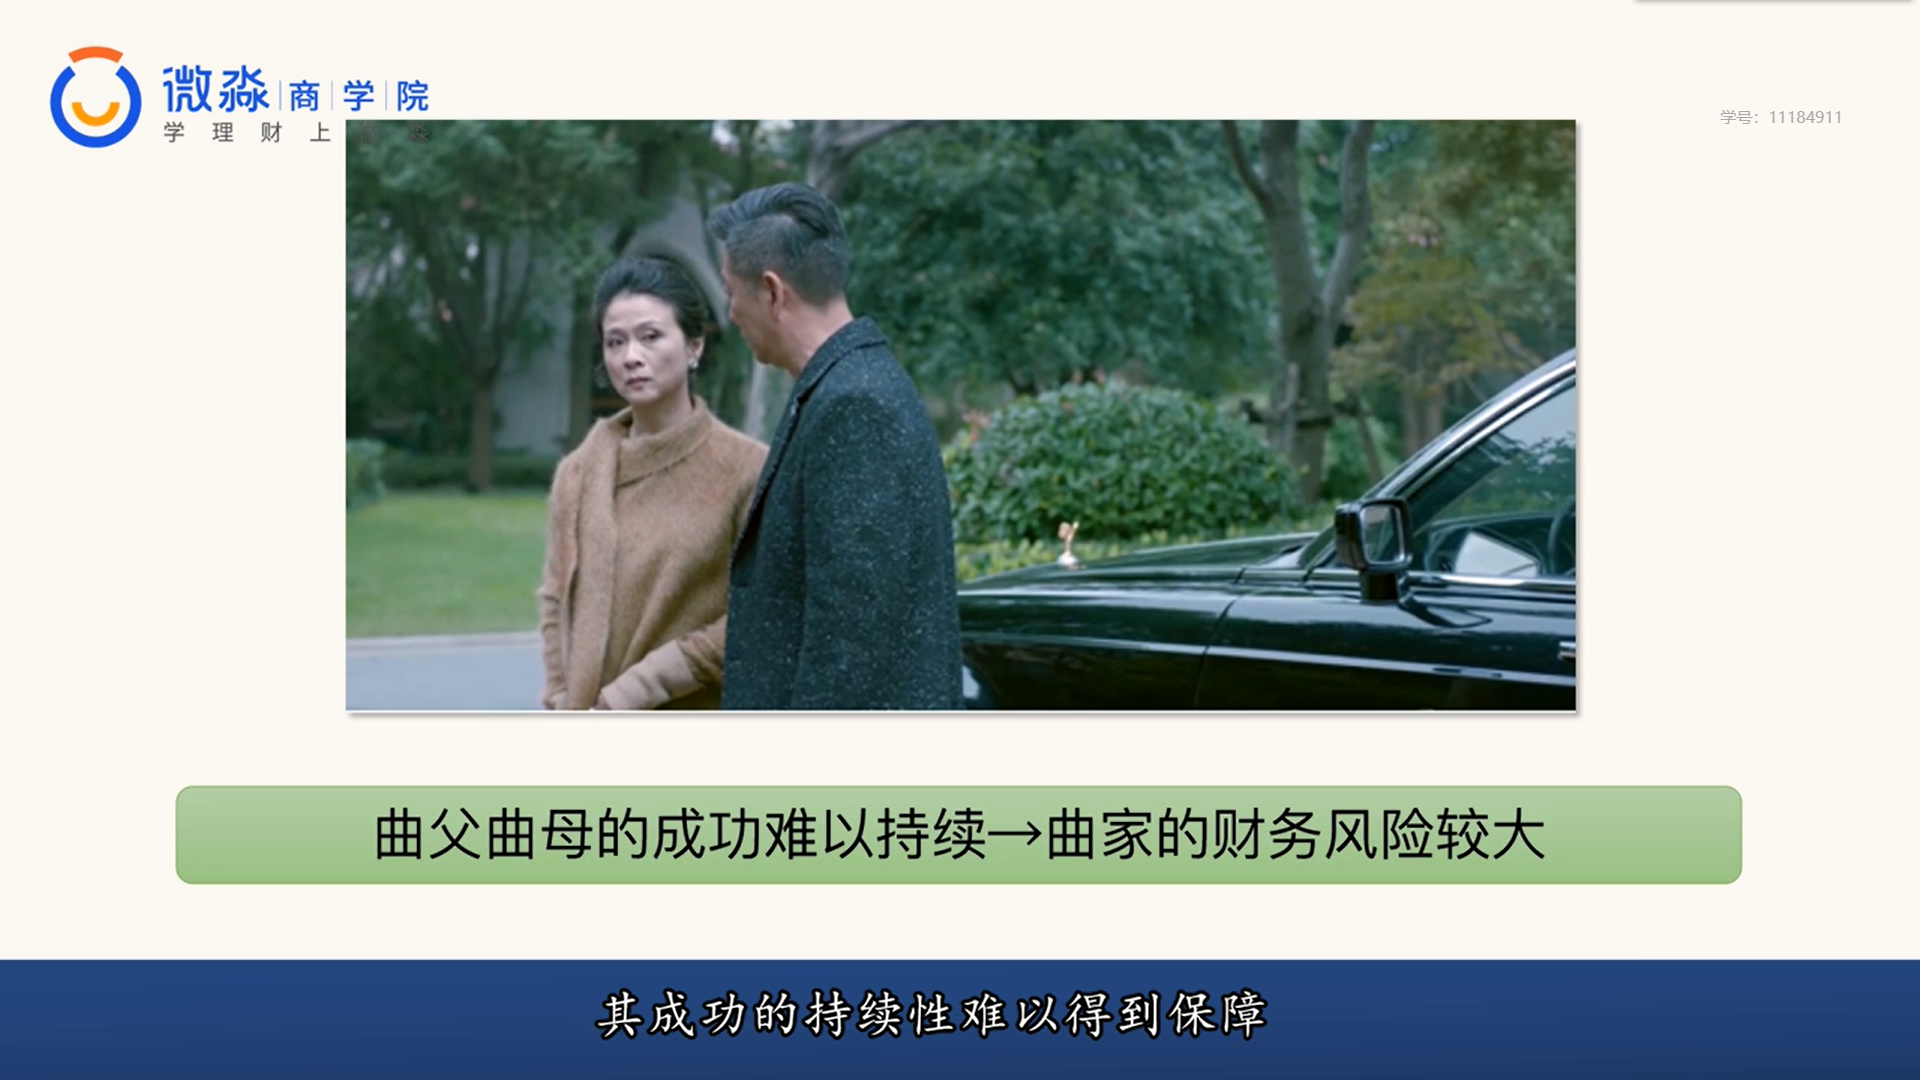 微淼 商 学 院
学 理 财 上 微 淼
学号：11184911
曲父曲母的成功难以持续→曲家的财务风险较大
其成功的持续性难以得到保障